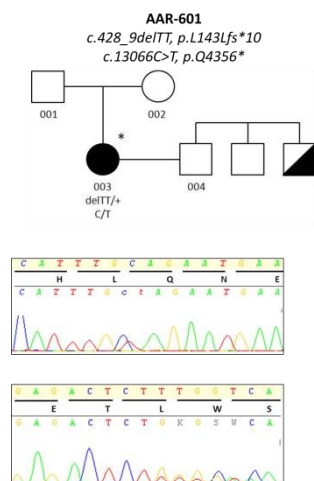 AAR-601
c.428_9delTT, p.L143Lfs*10
c.13066C>T, p.Q4356*
001
002
*
003
004
delTT/+
C/T
C A T T T G C A G A A T G A A
H L Q N E
C A T T T G c t A G A A T G A A
G A G A C T C T T T G G T C A
E T L W S
G A G A C T C T G K G S W C A